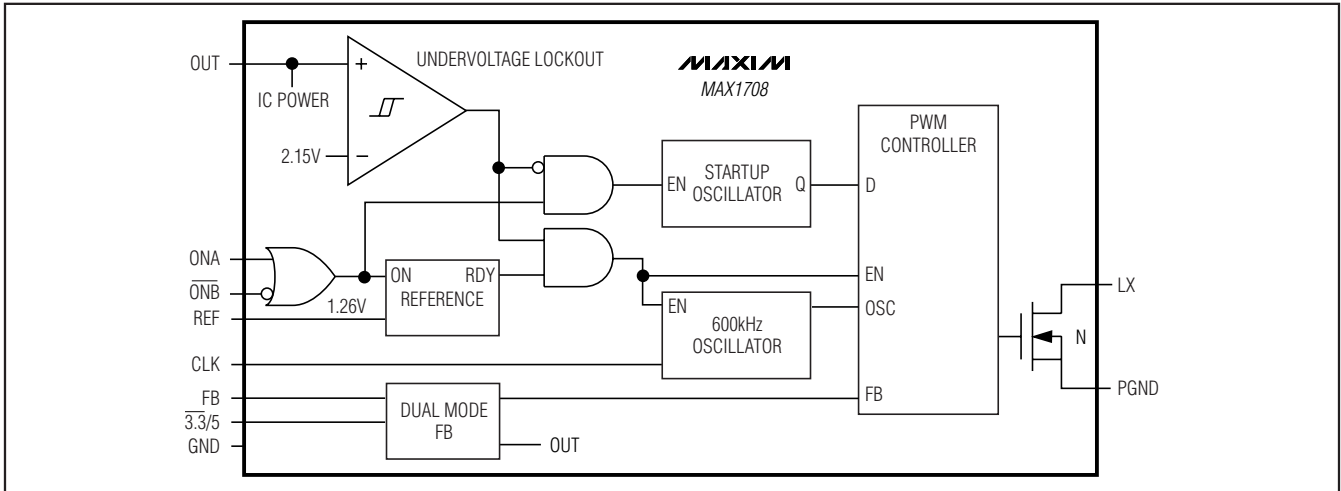 OUT
IC POWER
+
2.15V
−
UNDERVOLTAGE LOCKOUT
MAXIM
MAX1708
EN
STARTUP
OSCILLATOR
Q
PWM
CONTROLLER
D
EN
OSC
FB
ONA
O̅N̅B̅
REF
CLK
FB
3̅.3̅/5
GND
1.26V
ON
RDY
REFERENCE
EN
600kHz
OSCILLATOR
DUAL MODE
FB
OUT
LX
N
PGND